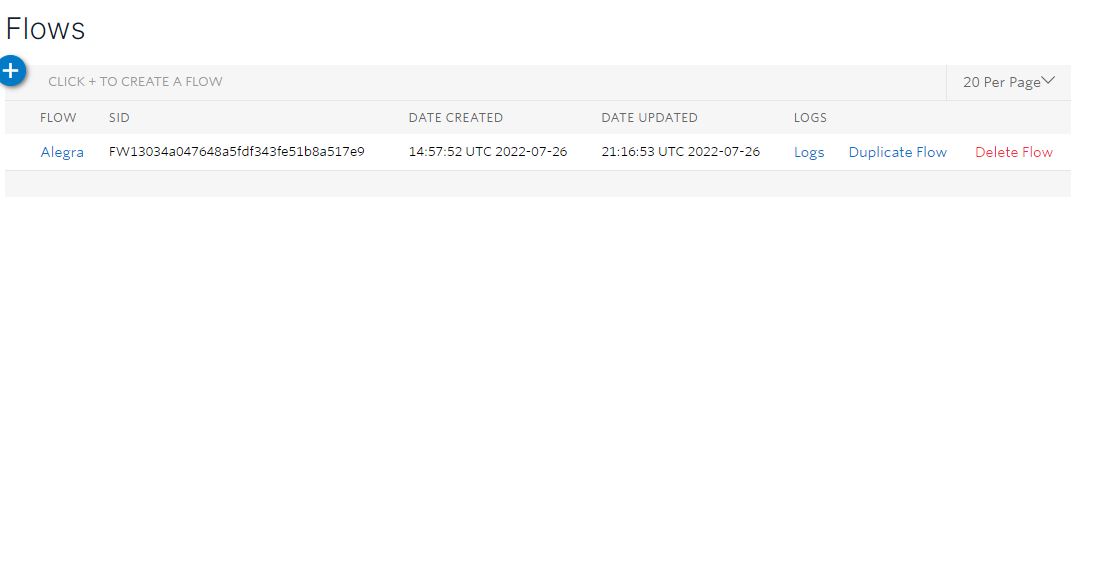 Flows
CLICK + TO CREATE A FLOW 20 Per Page
FLOW SID DATE CREATED DATE UPDATED LOGS
Alegra FW13034a047648a5fdf343fe51b8a517e9 14:57:52 UTC 2022-07-26 21:16:53 UTC 2022-07-26 Logs Duplicate Flow Delete Flow